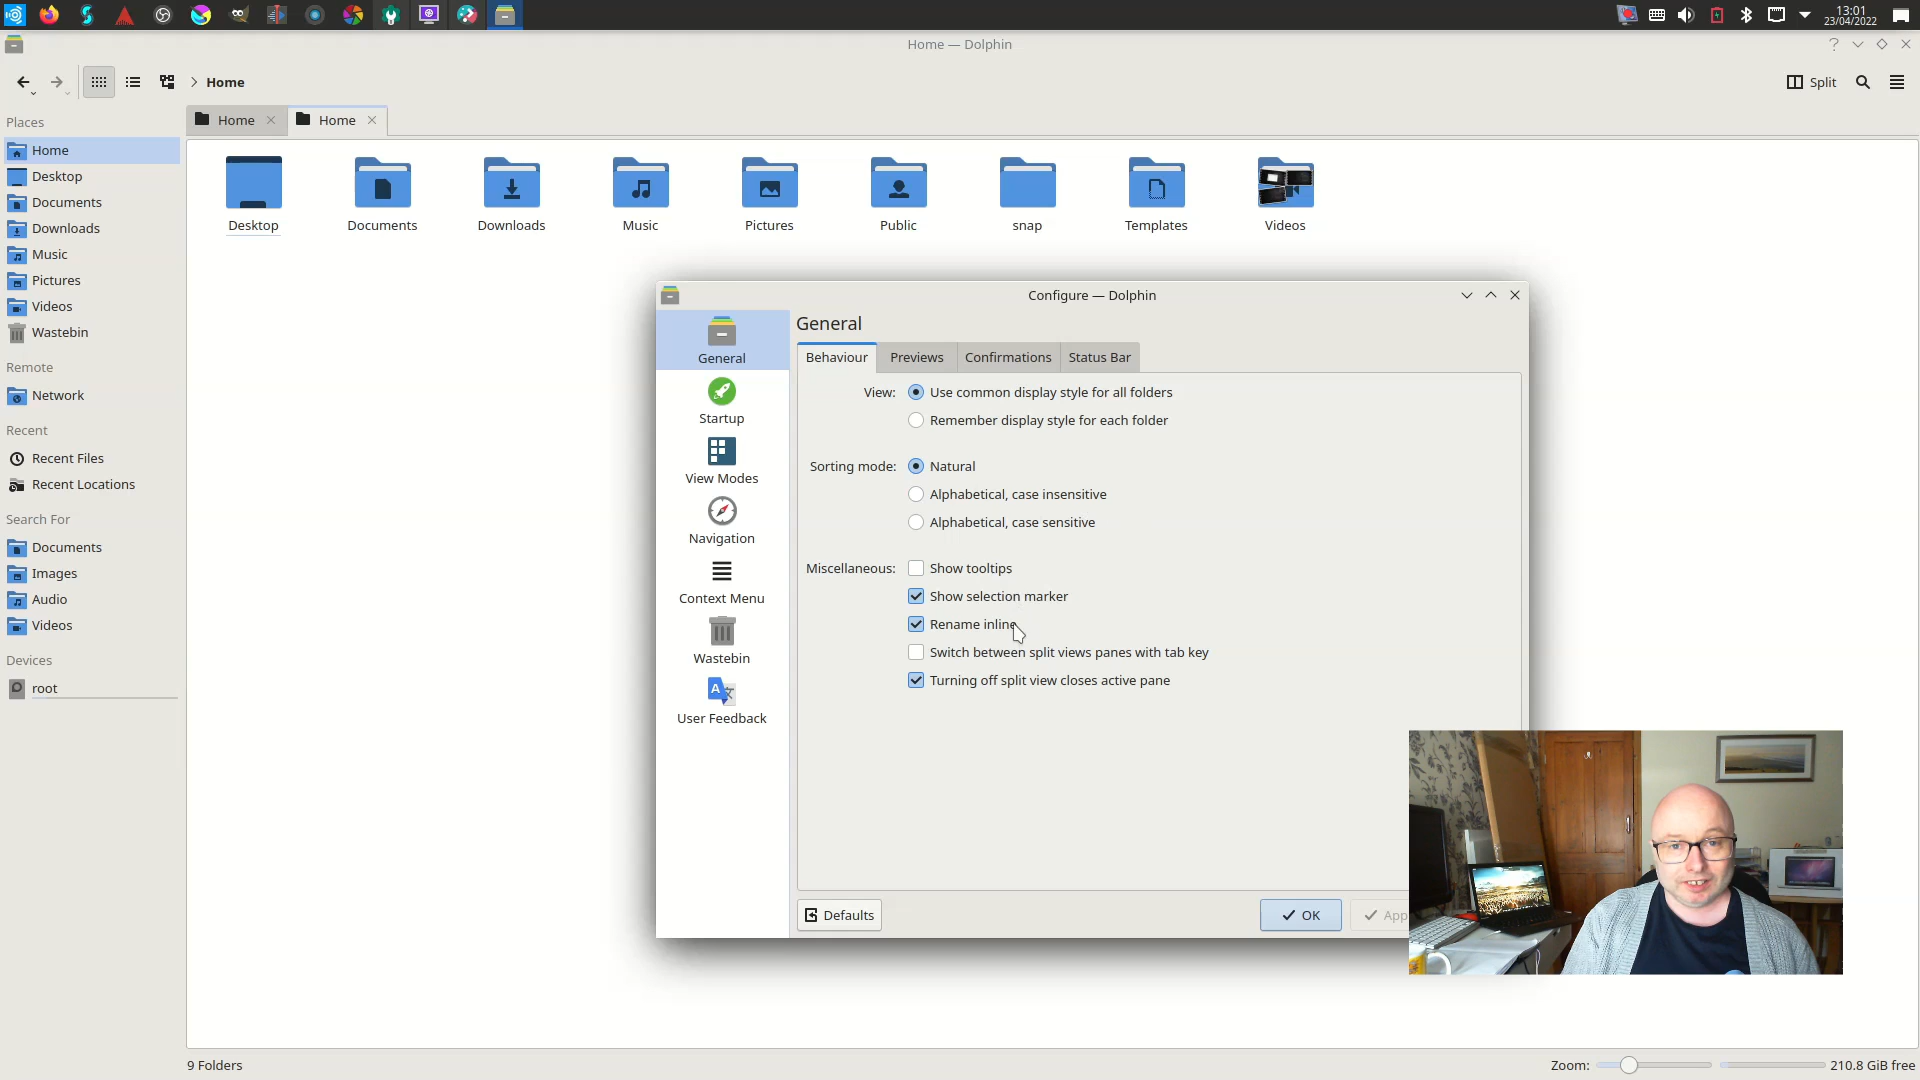 13:01
23/04/2022
Home — Dolphin
Home
Split
Places
Home
Home
Home
Desktop
Documents
Downloads
Music
Pictures
Videos
Wastebin
Remote
Network
Recent
Recent Files
Recent Locations
Search For
Documents
Images
Audio
Videos
Devices
root
Desktop
Documents
Downloads
Music
Pictures
Public
snap
Templates
Videos
Configure — Dolphin
General
Startup
View Modes
Navigation
Context Menu
Wastebin
User Feedback
General
Behaviour
Previews
Confirmations
Status Bar
View:
Use common display style for all folders
Remember display style for each folder
Sorting mode:
Natural
Alphabetical, case insensitive
Alphabetical, case sensitive
Miscellaneous:
Show tooltips
Show selection marker
Rename inline
Switch between split views panes with tab key
Turning off split view closes active pane
Defaults
OK
App
9 Folders
Zoom:
210.8 GiB free